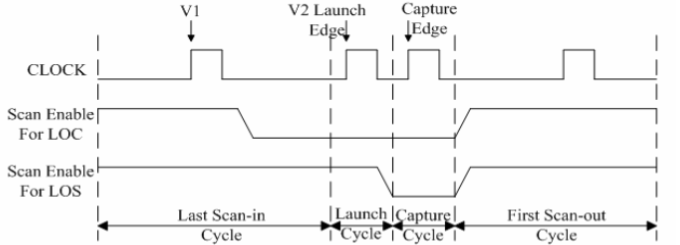 V1
V2 Launch Edge
Capture Edge
CLOCK
Scan Enable For LOC
Scan Enable For LOS
Last Scan-in Cycle
Launch Cycle
Capture Cycle
First Scan-out Cycle